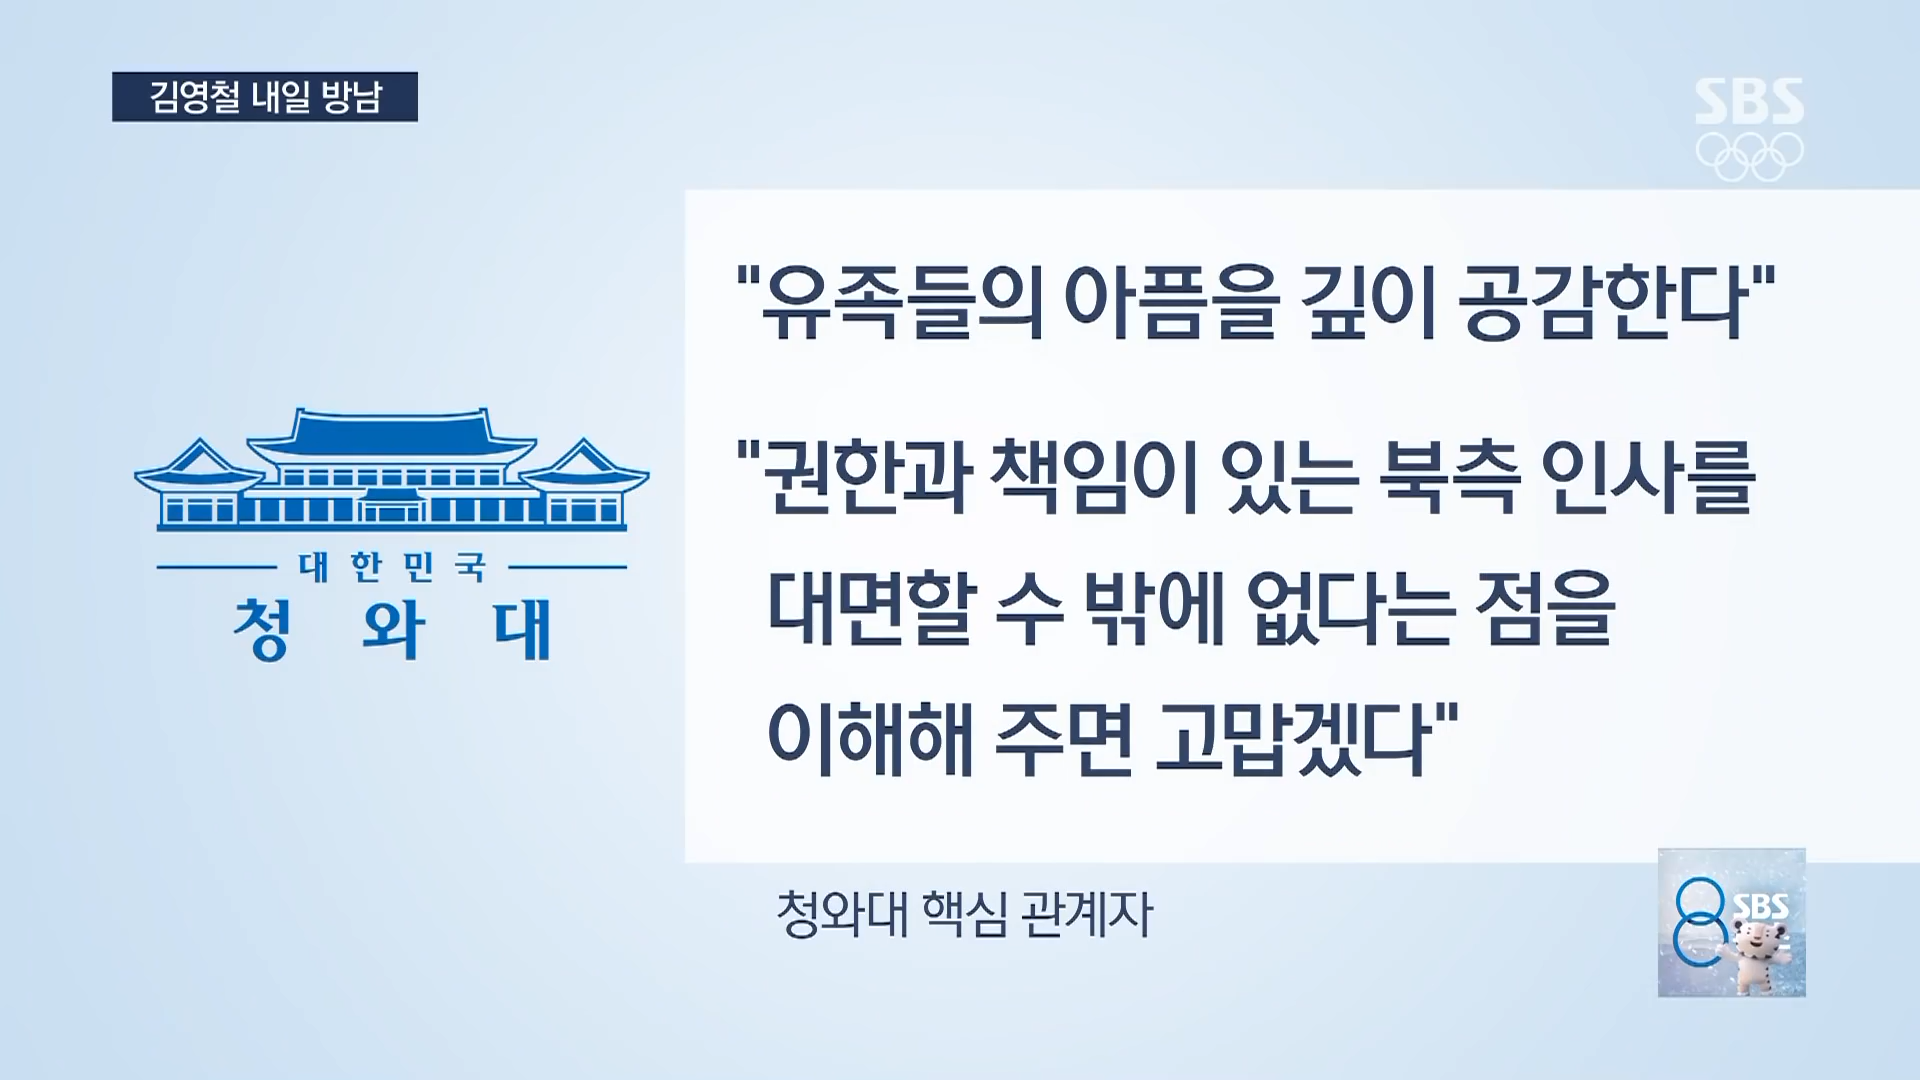 김영철 내일 방남
SBS
"유족들의 아픔을 깊이 공감한다"
"권한과 책임이 있는 북측 인사를
대면할 수 밖에 없다는 점을
이해해 주면 고맙겠다"
대한민국
청와대
청와대 핵심 관계자
8 SBS